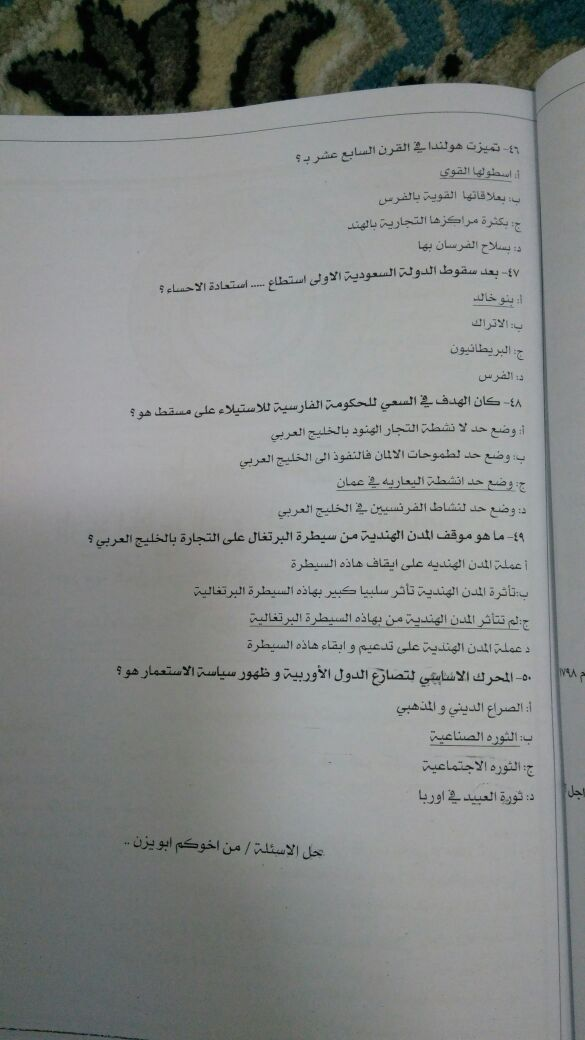 ٤٦- تميزت هولندا في القرن السابع عشر بـ ؟
أ: اسطولها القوي
ب: بعلاقاتها القوية بالفرس
ج: بكثرة مراكزها التجارية بالهند
د: بسلاح الفرسان بها
٤٧- بعد سقوط الدولة السعودية الاولى استطاع ..... استعادة الاحساء ؟
أ: بنو خالد
ب: الاتراك
ج: البريطانيون
د: الفرس
٤٨- كان الهدف في السعي للحكومة الفارسية للاستيلاء على مسقط هو ؟
أ: وضع حد لا نشطة التجار الهنود بالخليج العربي
ب: وضع حد لطموحات الالمان فالنفوذ الى الخليج العربي
ج: وضع حد انشطة اليعاريه في عمان
د: وضع حد لنشاط الفرنسيين في الخليج العربي
٤٩- ما هو موقف المدن الهندية من سيطرة البرتغال على التجارة بالخليج العربي ؟
أ عملة المدن الهنديه على ايقاف هاذه السيطرة
ب:تأثرة المدن الهندية تأثر سلبيا كبير بهاذه السيطرة البرتغالية
ج:لم تتأثر المدن الهندية من بهاذه السيطرة البرتغالية
د عملة المدن الهندية على تدعيم و ابقاء هاذه السيطرة
٥٠- المحرك الاساسي لتصارع الدول الأوربية و ظهور سياسة الاستعمار هو ؟
أ: الصراع الديني و المذهبي
ب: الثوره الصناعية
ج: الثوره الاجتماعية
د: ثورة العبيد في اوربا
حل الاسئلة / من اخوكم ابو يزن ..
م ١٧٩٨
اجل